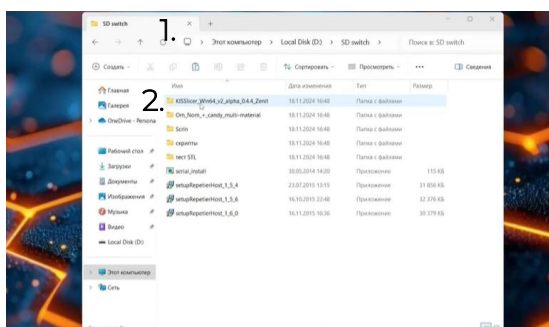 SD switch
1.
Этот компьютер > Local Disk (D:) > SD switch >
Поиск в: SD switch
Создать
Сортировать
Просмотреть
Сведения
Имя
Дата изменения
Тип
Размер
2.
Главная
Галерея
OneDrive - Persona
Рабочий стол
Загрузки
Документы
Изображения
Музыка
Видео
Local Disk (D:)
Этот компьютер
Сеть
KISSlicer_Win64_v2_alpha_0.4.4_Zenit 18.11.2024 16:48 Папка с файлами
Om_Nom_+_candy_multi-material 18.11.2024 16:48 Папка с файлами
Scrin 18.11.2024 16:48 Папка с файлами
скрипты 18.11.2024 16:48 Папка с файлами
тест STL 18.11.2024 16:48 Папка с файлами
serial_install 30.05.2024 14:20 Приложение 115 КБ
setupRepetierHost_1_5_4 23.07.2015 13:15 Приложение 31 856 КБ
setupRepetierHost_1_5_6 16.10.2015 22:48 Приложение 32 376 КБ
setupRepetierHost_1_6_0 16.11.2015 16:36 Приложение 30 379 КБ